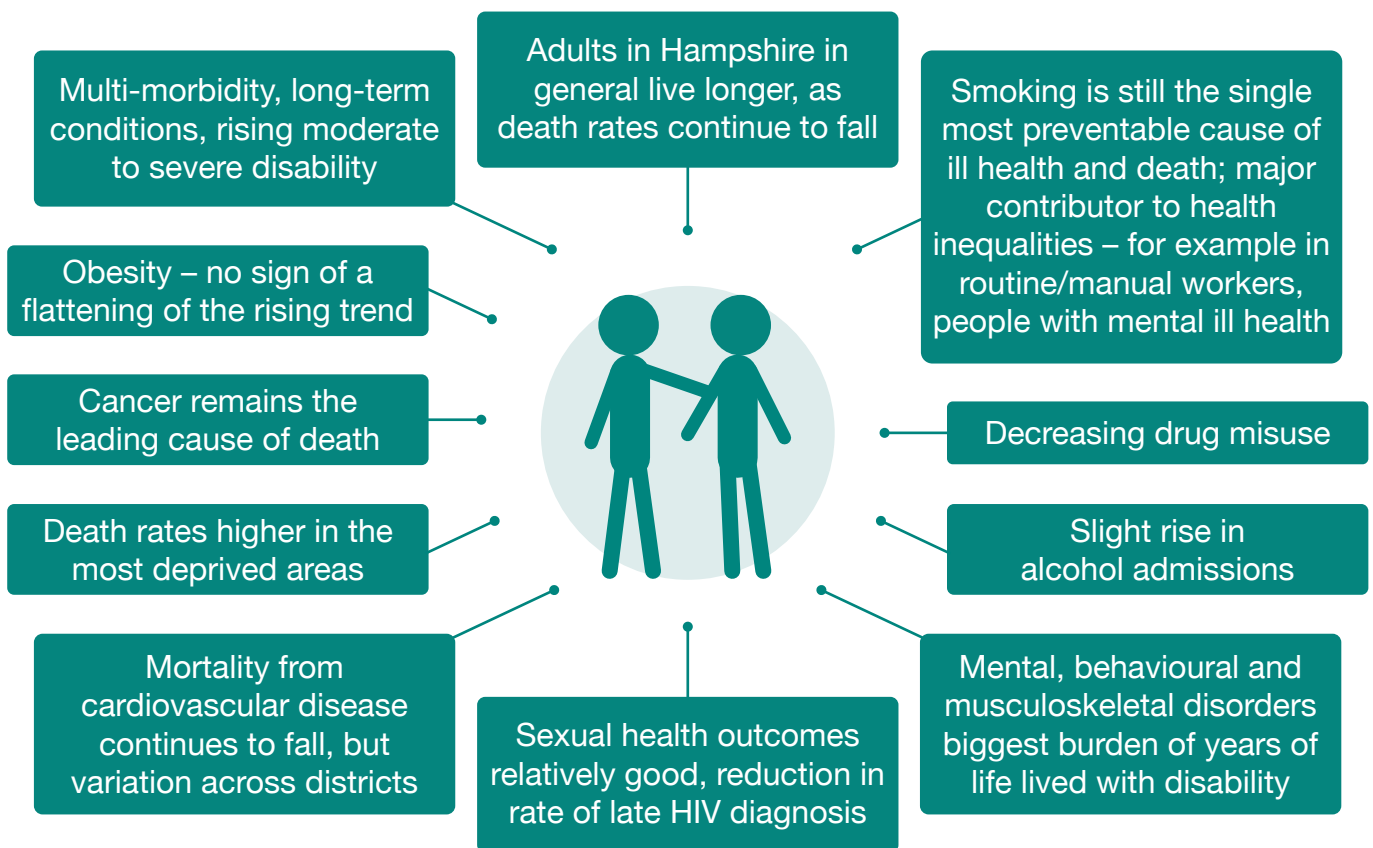 Adults in Hampshire in
general live longer, as
death rates continue to fall
Multi-morbidity, long-term
conditions, rising moderate
to severe disability
Smoking is still the single
most preventable cause of
ill health and death; major
contributor to health
inequalities – for example in
routine/manual workers,
people with mental ill health
Obesity – no sign of a
flattening of the rising trend
Cancer remains the
leading cause of death
Decreasing drug misuse
Death rates higher in the
most deprived areas
Slight rise in
alcohol admissions
Mortality from
cardiovascular disease
continues to fall, but
variation across districts
Sexual health outcomes
relatively good, reduction in
rate of late HIV diagnosis
Mental, behavioural and
musculoskeletal disorders
biggest burden of years of
life lived with disability